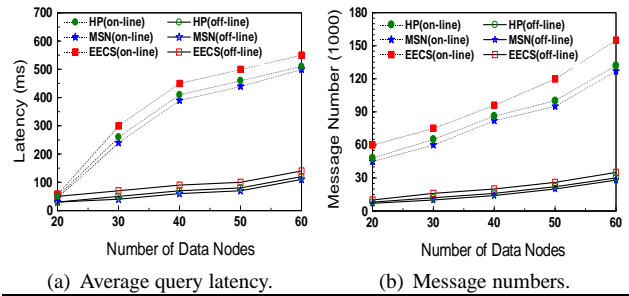 HP(on-line) HP(off-line)
MSN(on-line) MSN(off-line)
EECS(on-line) EECS(off-line)
Latency (ms)
700
600
500
400
300
200
100
0
20 30 40 50 60
Number of Data Nodes
(a) Average query latency.
HP(on-line) HP(off-line)
MSN(on-line) MSN(off-line)
EECS(on-line) EECS(off-line)
Message Number (1000)
180
150
120
90
60
30
0
20 30 40 50 60
Number of Data Nodes
(b) Message numbers.